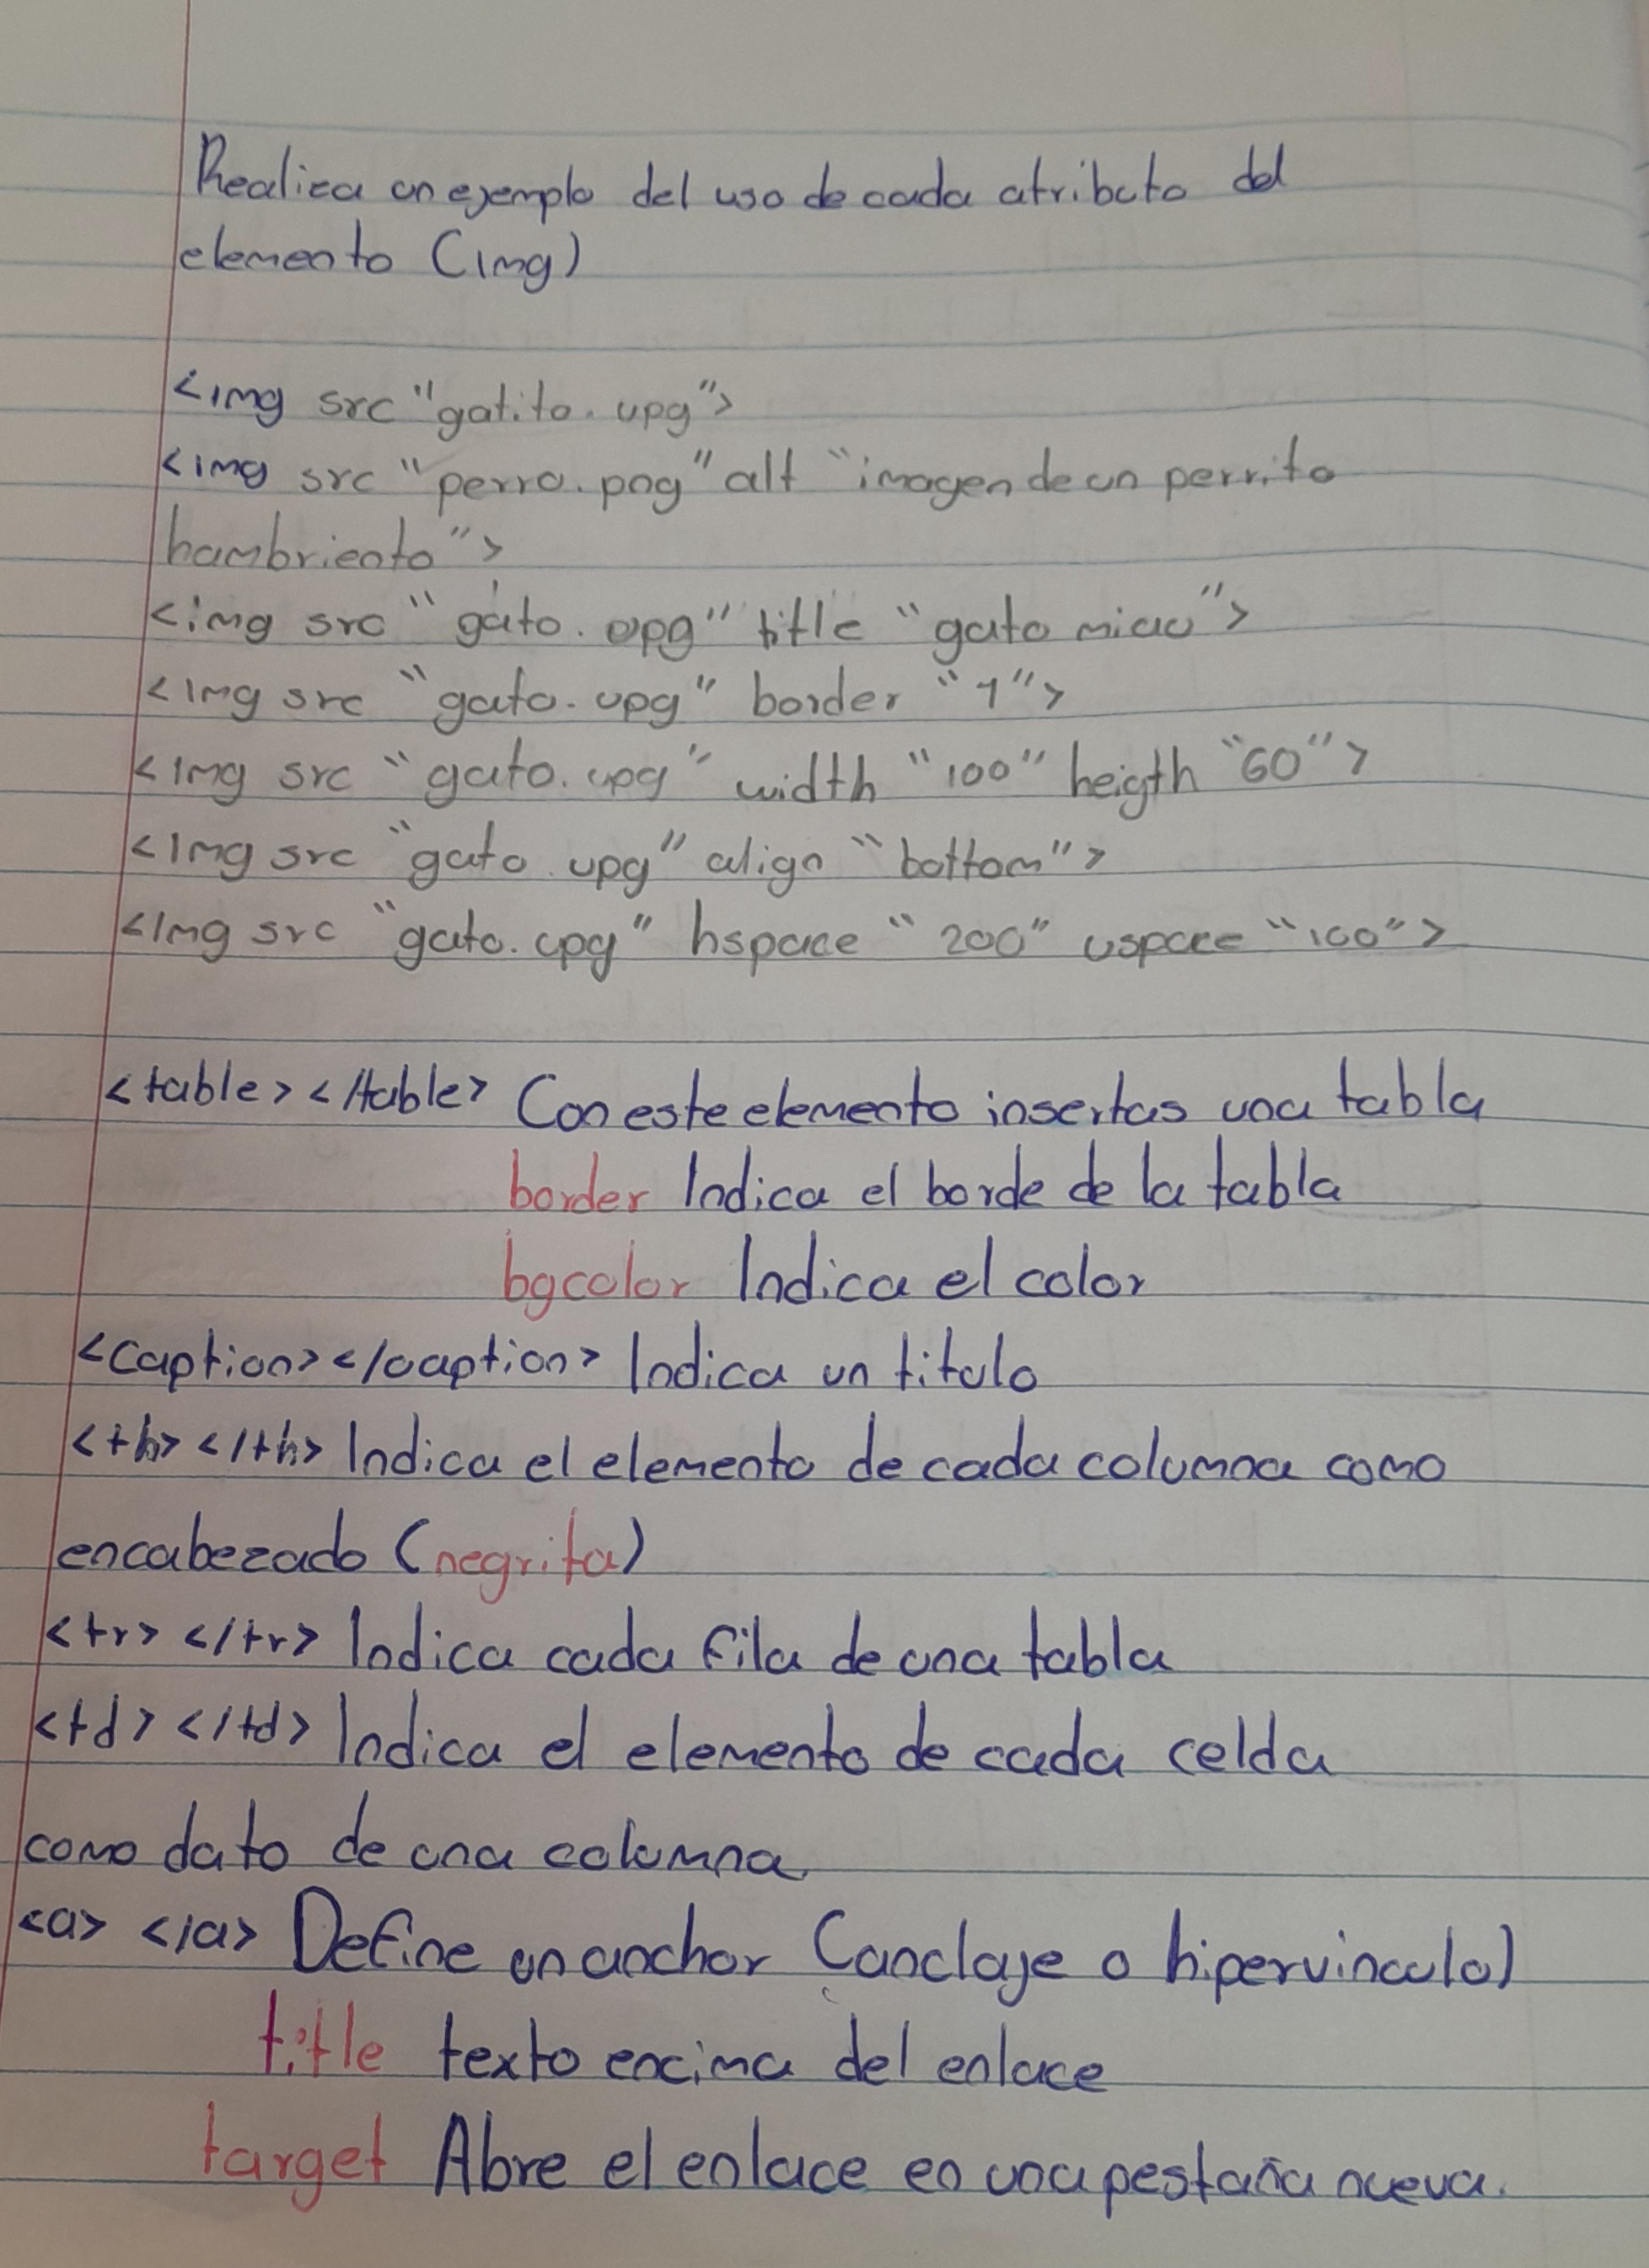 Realiza un ejemplo del uso de cada atributo del
elemento (img)
<img src "gatito.upg">
<img src "perro.png" alt "imagen de un perrito
hambriento">
<img src "gato.upg" title "gato miau">
<img src "gato.upg" border "1">
<img src "gato.upg" width "100" heigth "60">
<img src "gato.upg" align "bottom">
<img src "gato.upg" hspace "200" vspace "100">
<table></table> Con este elemento insertas una tabla
border Indica el borde de la tabla
bgcolor Indica el color
<caption></caption> Indica un titulo
<th></th> Indica el elemento de cada columna como
encabezado (negrita)
<tr></tr> Indica cada fila de una tabla
<td></td> Indica el elemento de cada celda
como dato de una columna
<a> </a> Define un anchor (anclaje o hipervinculo)
title texto encima del enlace
target Abre el enlace en una pestaña nueva.